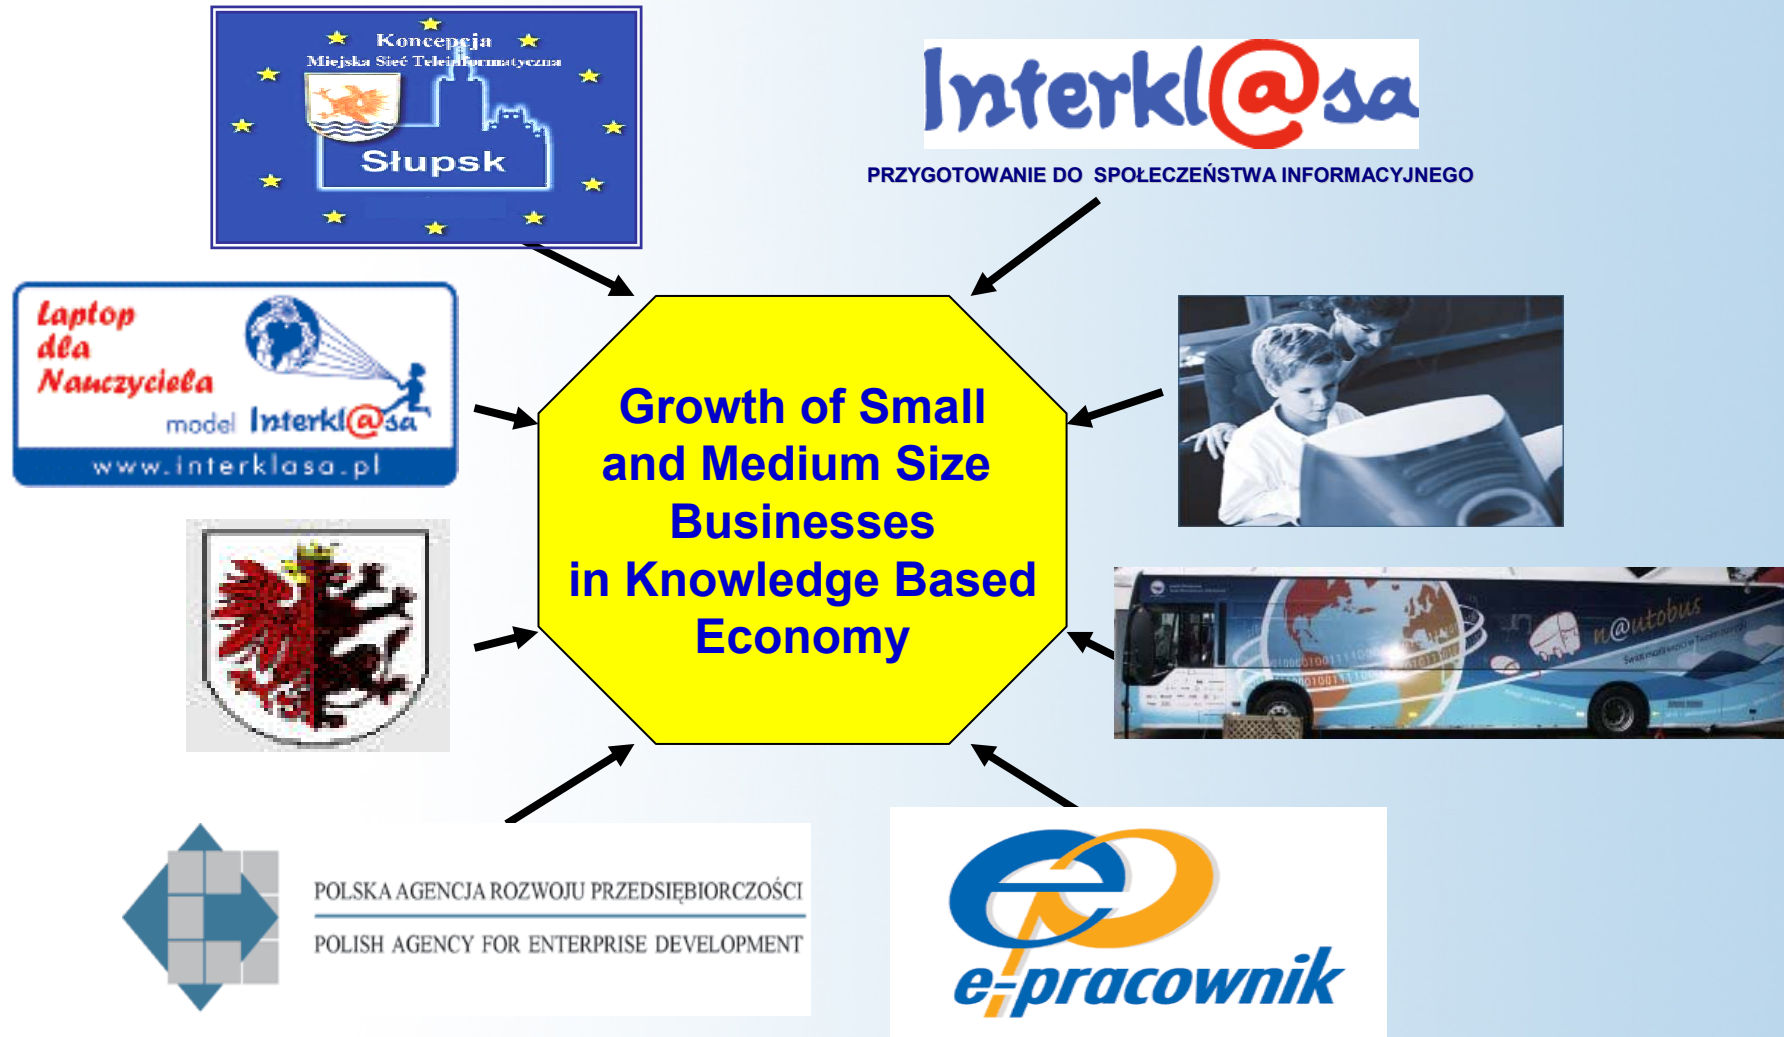 Koncepcja
Miejska Sieć Teleinformatyczna
Słupsk
Interkl@sa
PRZYGOTOWANIE DO SPOŁECZEŃSTWA INFORMACYJNEGO
Laptop
dla
Nauczyciela
model Interkl@sa
www.interklasa.pl
Growth of Small
and Medium Size
Businesses
in Knowledge Based
Economy
n@utobus
POLSKA AGENCJA ROZWOJU PRZEDSIĘBIORCZOŚCI
POLISH AGENCY FOR ENTERPRISE DEVELOPMENT
e-pracownik